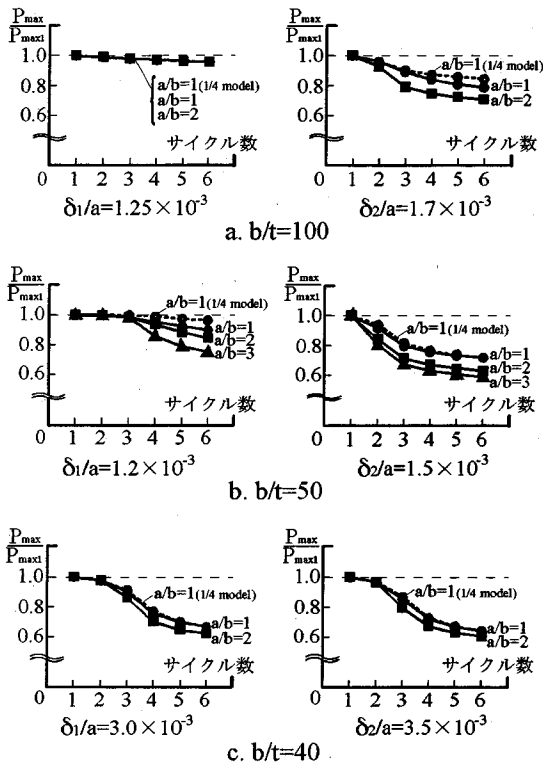 Pmax Pmax
Pmax1 Pmax1
1.0 1.0
a/b=1(1/4 model)
0.8 a/b=1(1/4 model) 0.8 a/b=1
a/b=1 a/b=2
0.6 a/b=2 0.6
サイクル数 サイクル数
0 0
1 2 3 4 5 6 1 2 3 4 5 6
δ1/a=1.25×10-3 δ2/a=1.7×10-3
a. b/t=100
Pmax Pmax
Pmax1 Pmax1
a/b=1(1/4 model)
1.0 1.0 a/b=1(1/4 model)
a/b=1
0.8 a/b=2 0.8 a/b=1
a/b=3 a/b=2
0.6 0.6 a/b=3
サイクル数 サイクル数
0 0
1 2 3 4 5 6 1 2 3 4 5 6
δ1/a=1.2×10-3 δ2/a=1.5×10-3
b. b/t=50
Pmax Pmax
Pmax1 Pmax1
1.0 1.0
a/b=1(1/4 model) a/b=1(1/4 model)
0.8 0.8
a/b=1 a/b=1
0.6 a/b=2 0.6 a/b=2
サイクル数 サイクル数
0 0
1 2 3 4 5 6 1 2 3 4 5 6
δ1/a=3.0×10-3 δ2/a=3.5×10-3
c. b/t=40